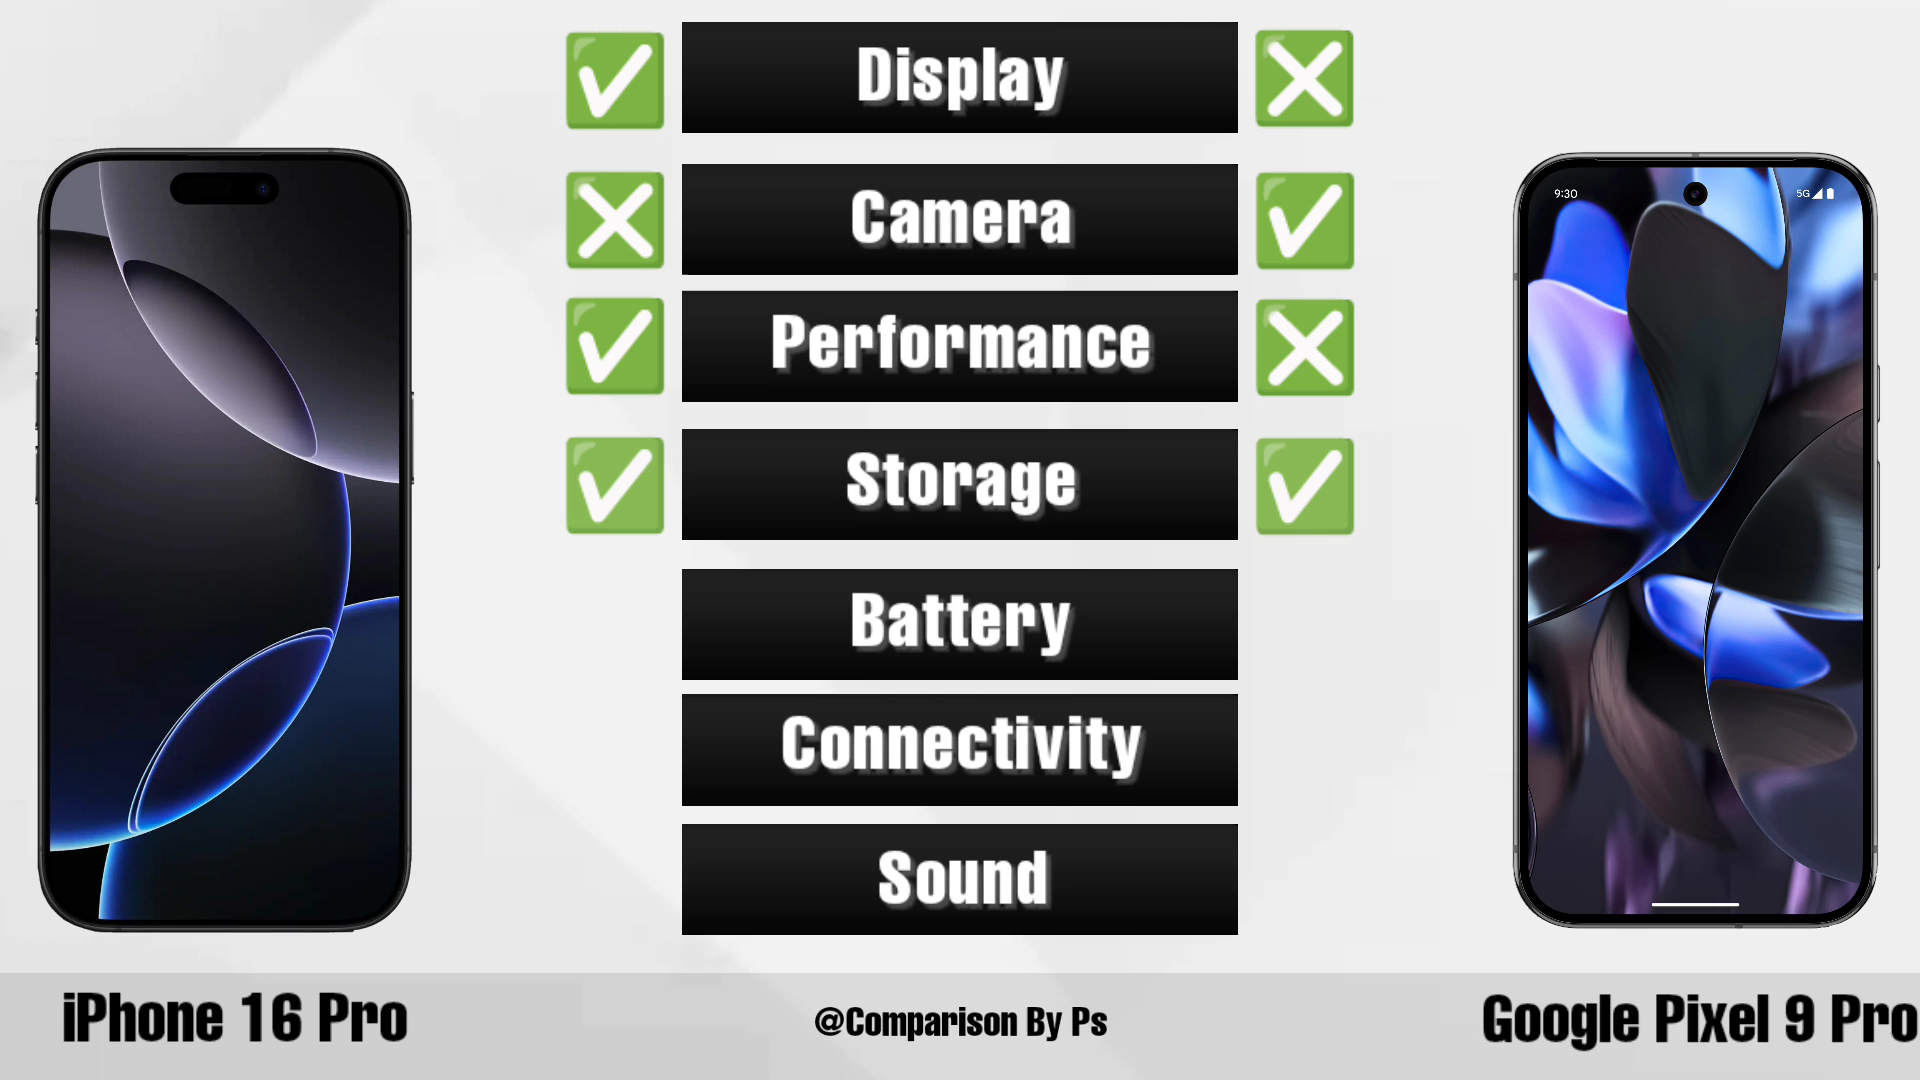 Display
Camera
Performance
Storage
Battery
Connectivity
Sound
9:30
5G
iPhone 16 Pro
@Comparison By Ps
Google Pixel 9 Pro